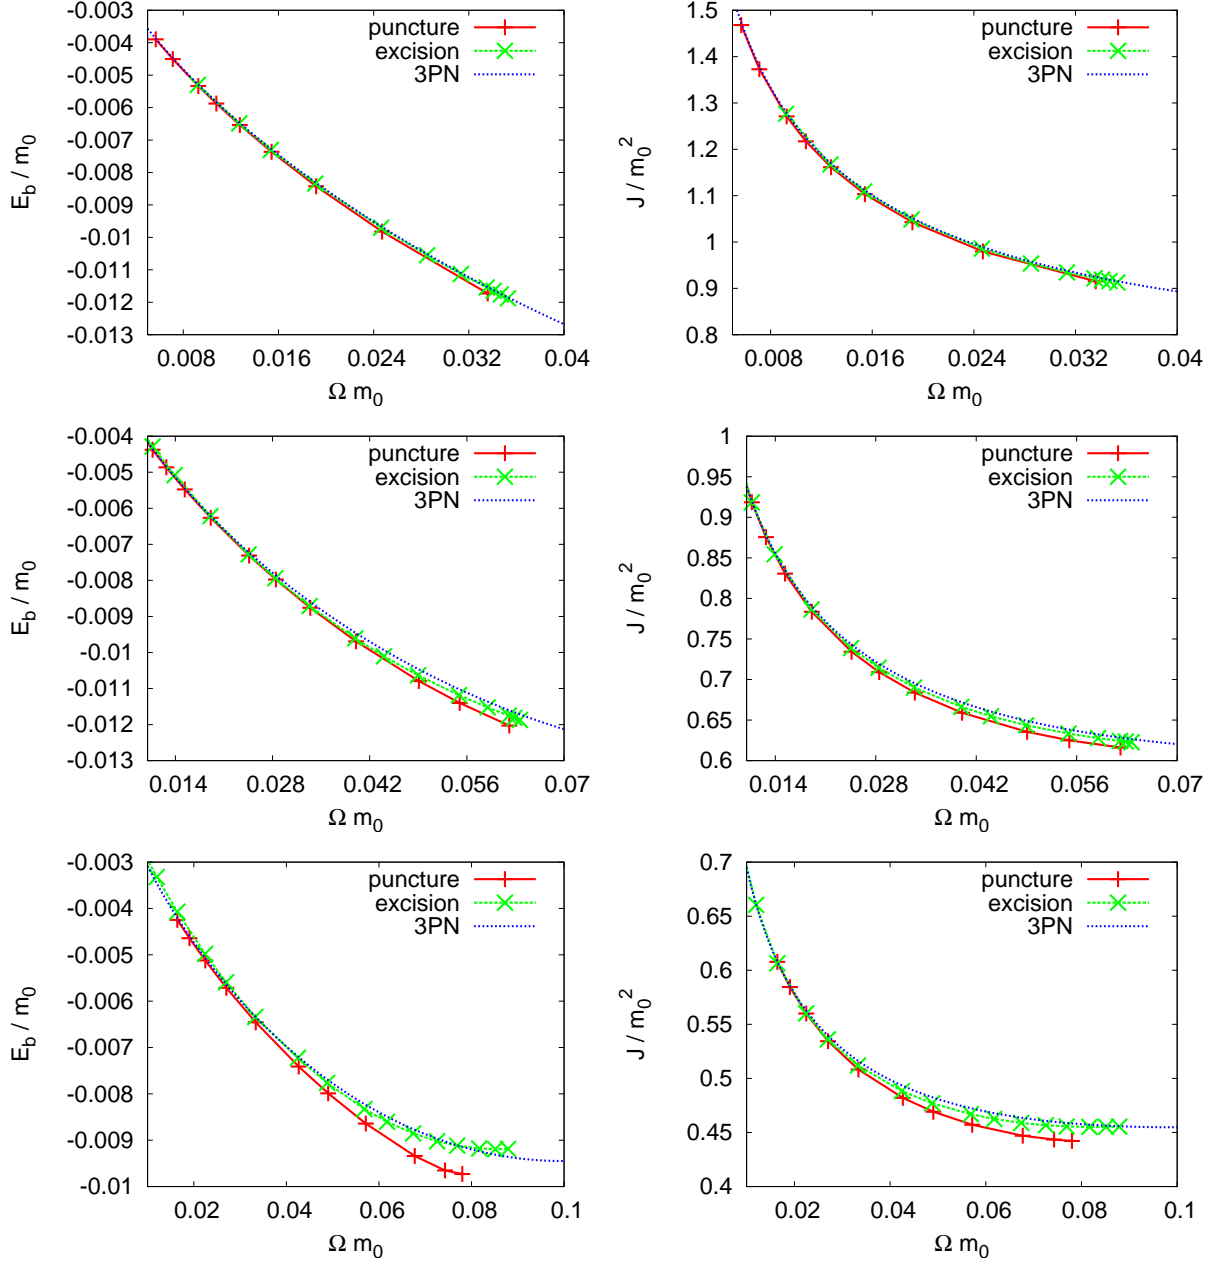 -0.003
-0.004
-0.005
-0.006
-0.007
-0.008
-0.009
-0.01
-0.011
-0.012
-0.013
0.008
0.016
0.024
0.032
0.04
E_b / m_0
Ω m_0
puncture
excision
3PN
1.5
1.4
1.3
1.2
1.1
1
0.9
0.8
0.008
0.016
0.024
0.032
0.04
J / m_0^2
Ω m_0
puncture
excision
3PN
-0.004
-0.005
-0.006
-0.007
-0.008
-0.009
-0.01
-0.011
-0.012
-0.013
0.014
0.028
0.042
0.056
0.07
E_b / m_0
Ω m_0
puncture
excision
3PN
1
0.95
0.9
0.85
0.8
0.75
0.7
0.65
0.6
0.014
0.028
0.042
0.056
0.07
J / m_0^2
Ω m_0
puncture
excision
3PN
-0.003
-0.004
-0.005
-0.006
-0.007
-0.008
-0.009
-0.01
0.02
0.04
0.06
0.08
0.1
E_b / m_0
Ω m_0
puncture
excision
3PN
0.7
0.65
0.6
0.55
0.5
0.45
0.4
0.02
0.04
0.06
0.08
0.1
J / m_0^2
Ω m_0
puncture
excision
3PN